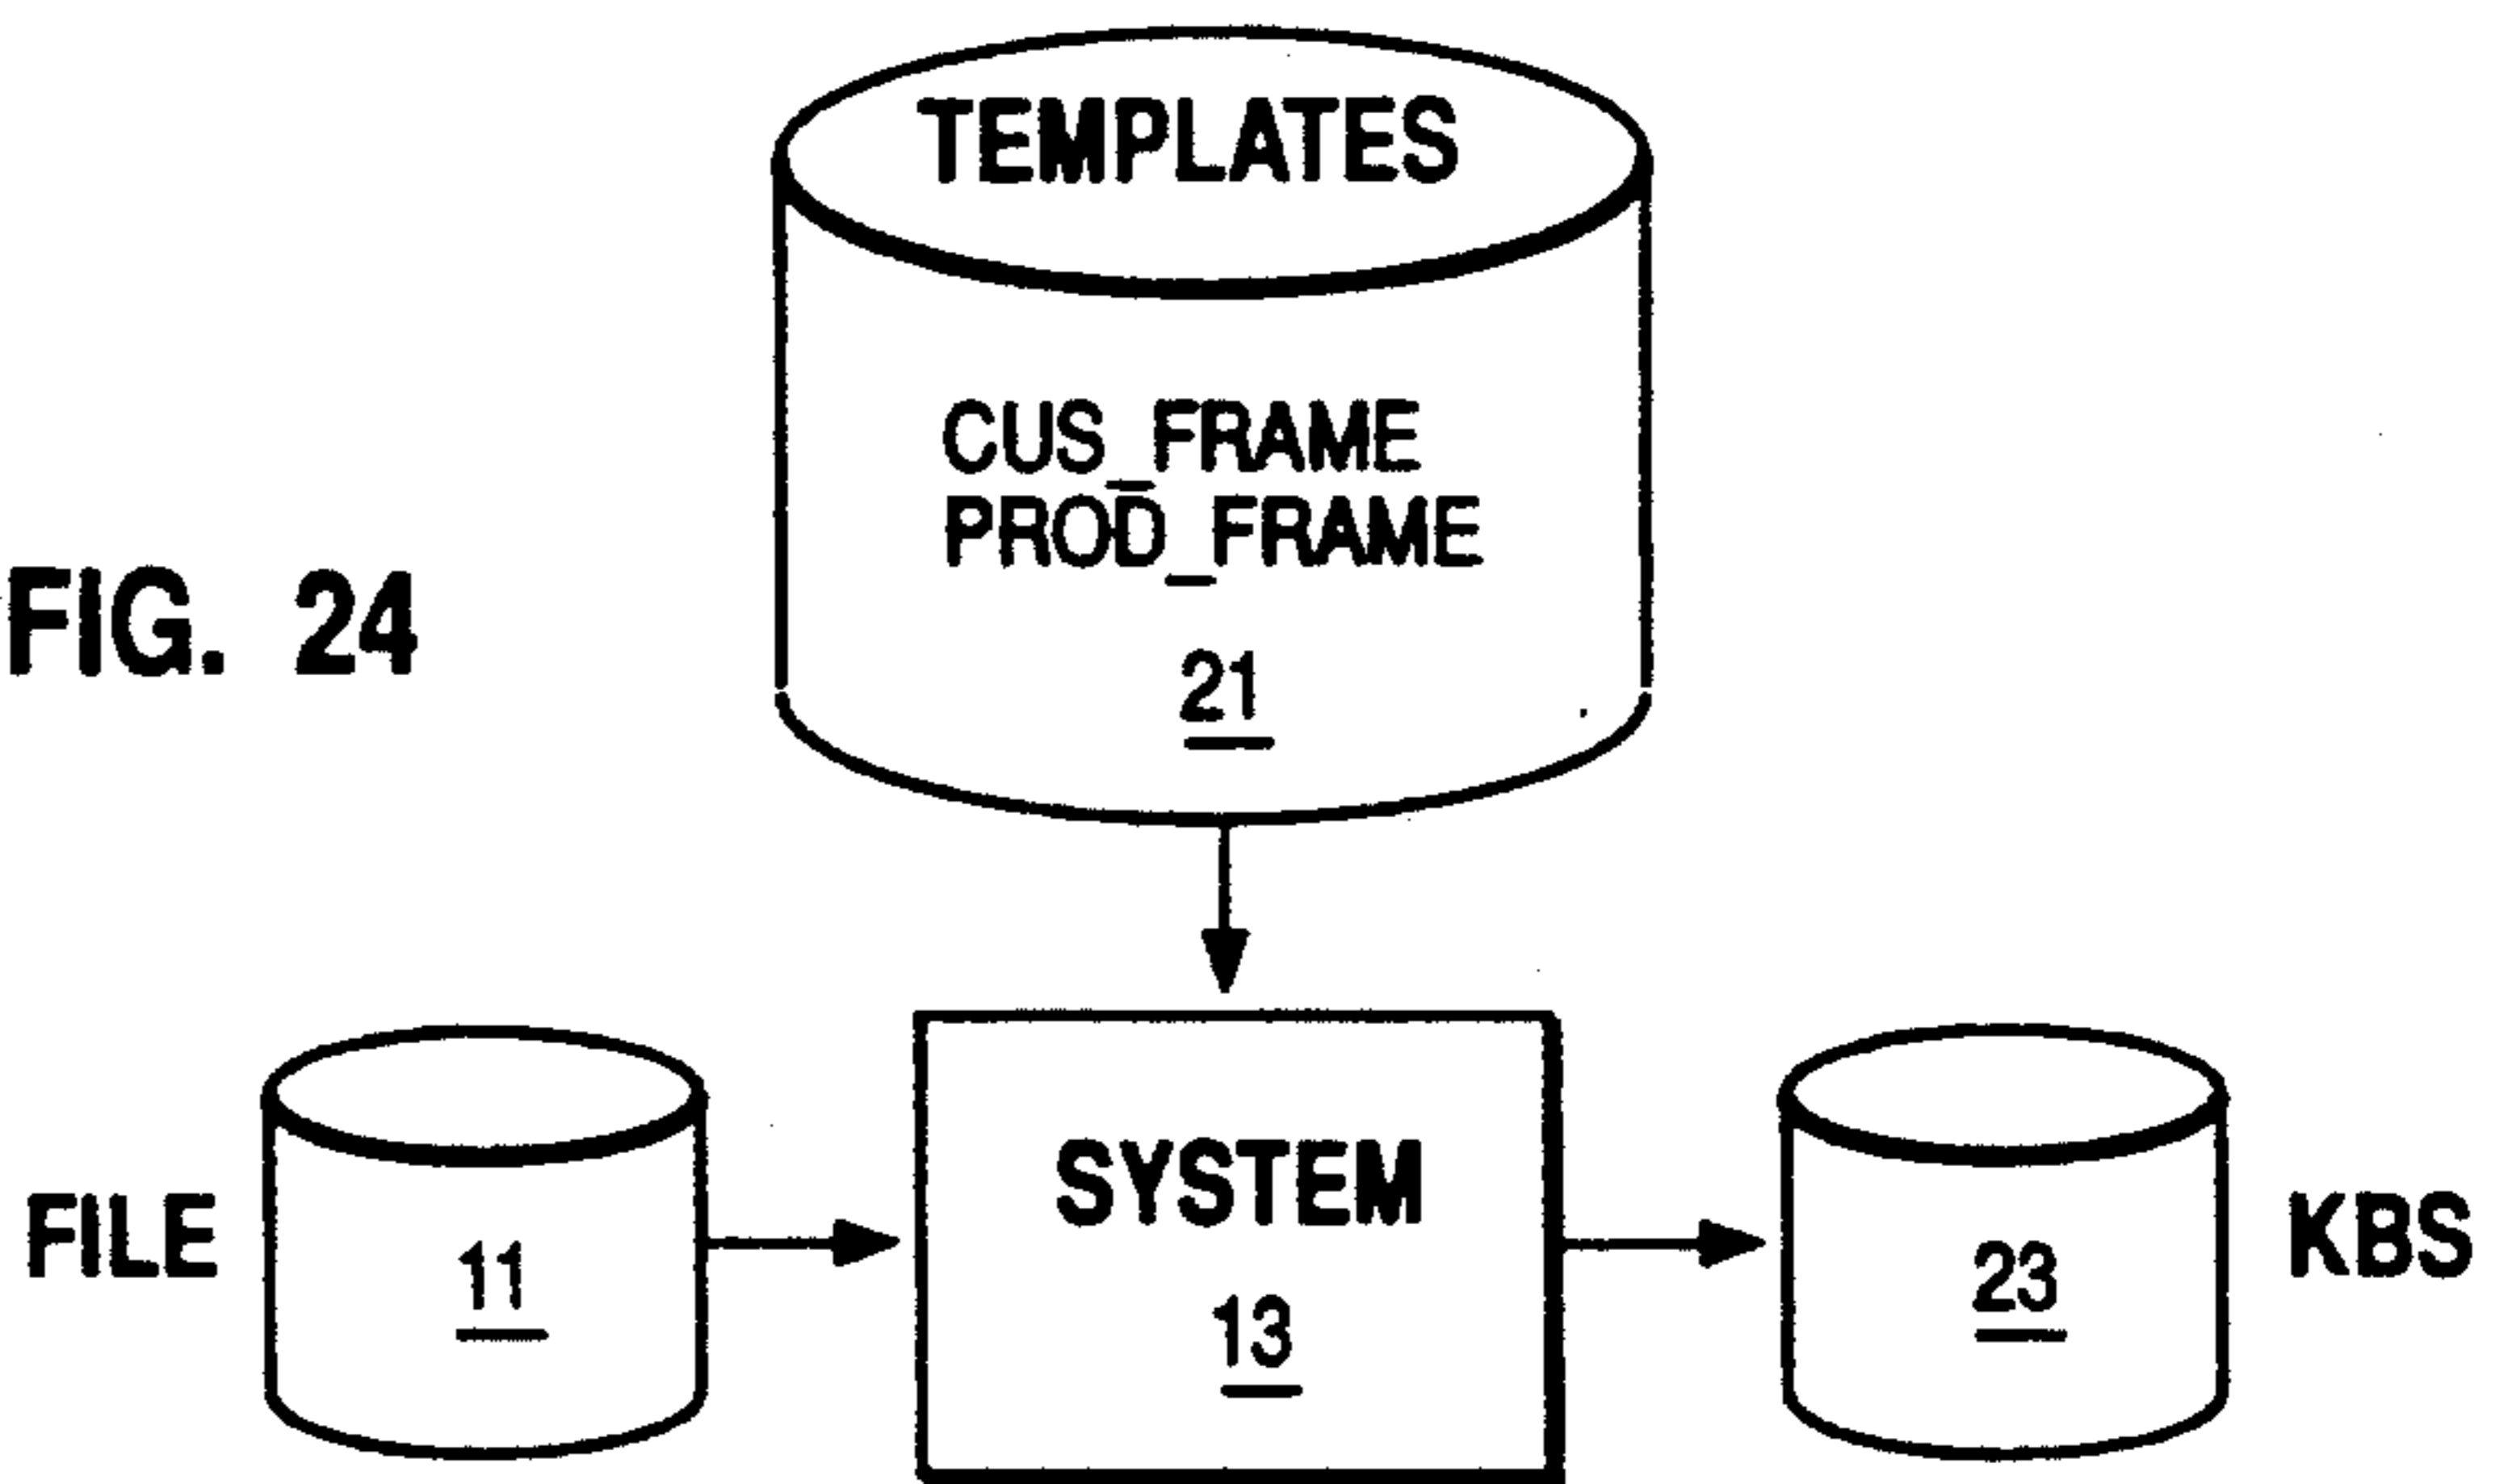 TEMPLATES
CUS_FRAME
PROD_FRAME
21
FIG. 24
FILE
11
SYSTEM
13
23
KBS